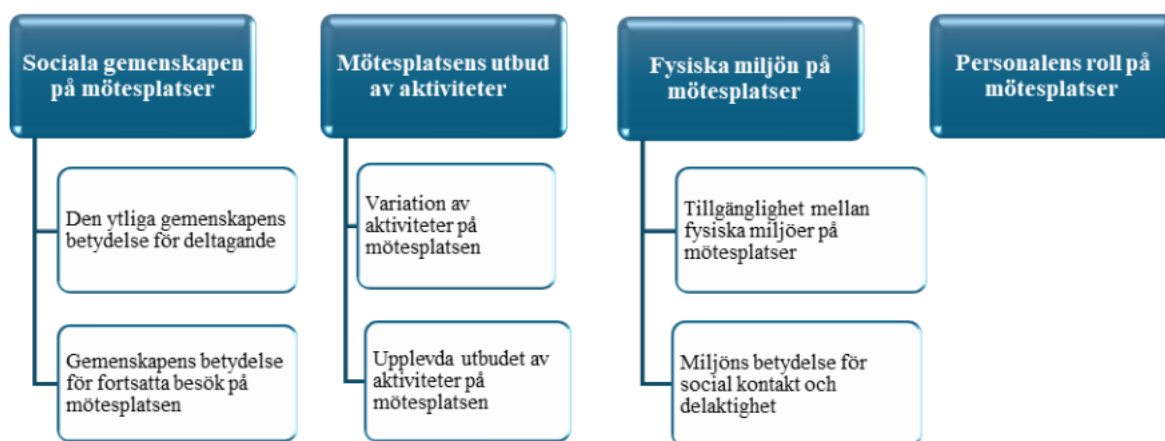 Sociala gemenskapen
på mötesplatser
Den ytliga gemenskapens
betydelse för deltagande
Gemenskapens betydelse
för fortsatta besök på
mötesplatsen
Mötesplatsens utbud
av aktiviteter
Variation av
aktiviteter på
mötesplatsen
Upplevda utbudet av
aktiviteter på
mötesplatsen
Fysiska miljön på
mötesplatser
Tillgänglighet mellan
fysiska miljöer på
mötesplatser
Miljöns betydelse för
social kontakt och
delaktighet
Personalens roll på
mötesplatser